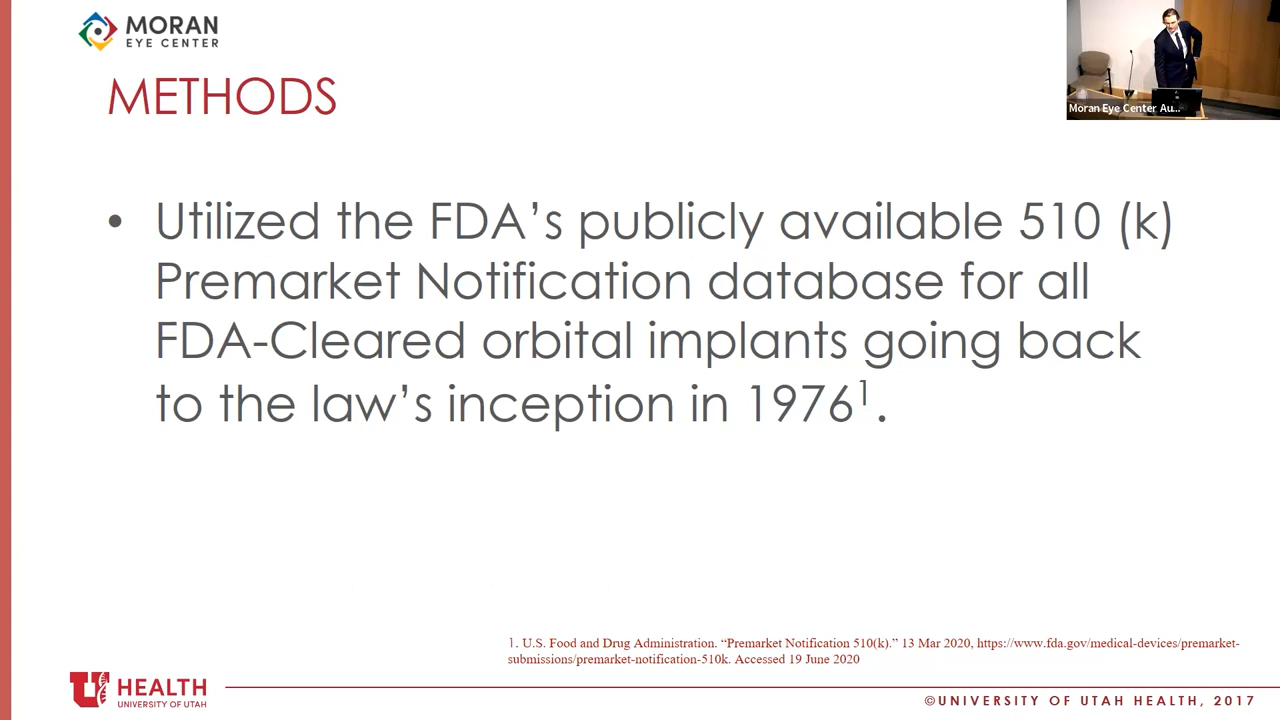 MORAN
EYE CENTER
METHODS
Moran Eye Center Au...
• Utilized the FDA’s publicly available 510 (k)
Premarket Notification database for all
FDA-Cleared orbital implants going back
to the law’s inception in 1976¹.
1. U.S. Food and Drug Administration. “Premarket Notification 510(k).” 13 Mar 2020, https://www.fda.gov/medical-devices/premarket-
submissions/premarket-notification-510k. Accessed 19 June 2020
U HEALTH
UNIVERSITY OF UTAH
©UNIVERSITY OF UTAH HEALTH, 2017